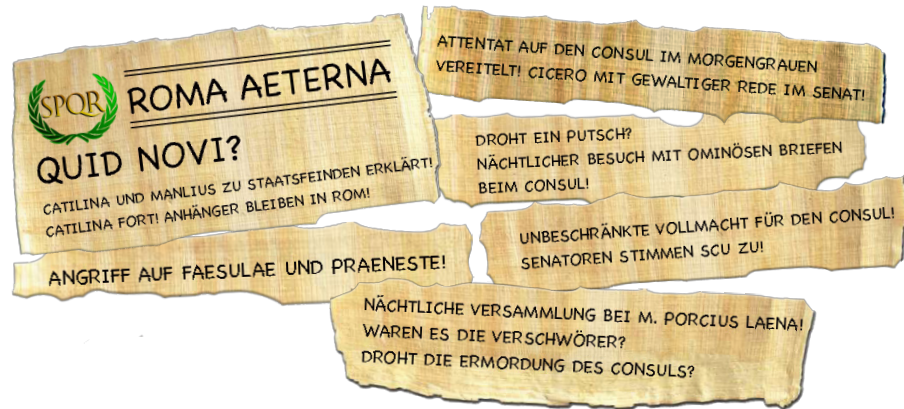 SPQR
ROMA AETERNA
QUID NOVI?
CATILINA UND MANLIUS ZU STAATSFEINDEN ERKLÄRT!
CATILINA FORT! ANHÄNGER BLEIBEN IN ROM!
ATTENTAT AUF DEN CONSUL IM MORGENGRAUEN
VEREITELT! CICERO MIT GEWALTIGER REDE IM SENAT!
DROHT EIN PUTSCH?
NÄCHTLICHER BESUCH MIT OMINÖSEN BRIEFEN
BEIM CONSUL!
UNBESCHRÄNKTE VOLLMACHT FÜR DEN CONSUL!
SENATOREN STIMMEN SCU ZU!
ANGRIFF AUF FAESULAE UND PRAENESTE!
NÄCHTLICHE VERSAMMLUNG BEI M. PORCIUS LAENA!
WAREN ES DIE VERSCHWÖRER?
DROHT DIE ERMORDUNG DES CONSULS?